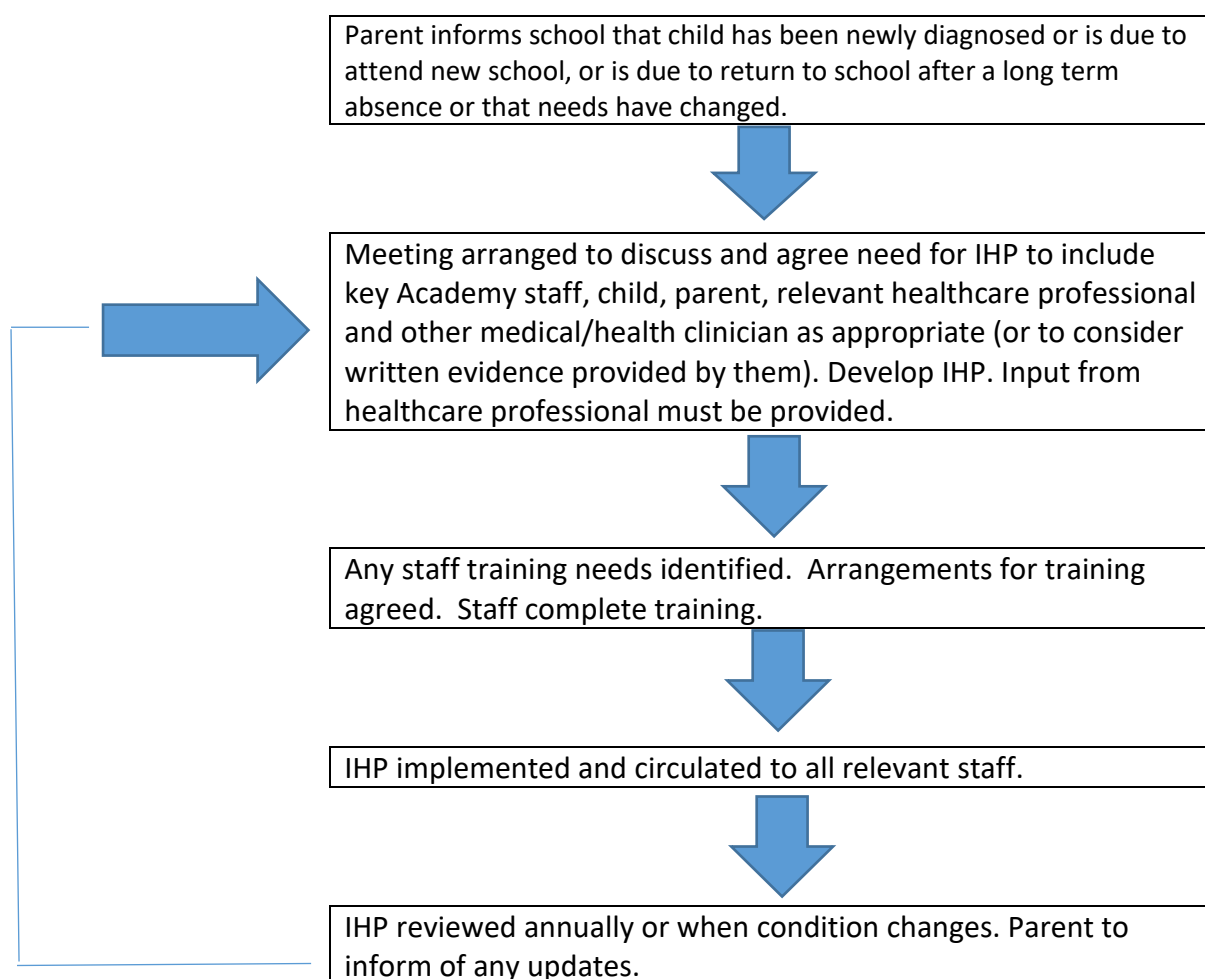 Parent informs school that child has been newly diagnosed or is due to
attend new school, or is due to return to school after a long term
absence or that needs have changed.
Meeting arranged to discuss and agree need for IHP to include
key Academy staff, child, parent, relevant healthcare professional
and other medical/health clinician as appropriate (or to consider
written evidence provided by them). Develop IHP. Input from
healthcare professional must be provided.
Any staff training needs identified.  Arrangements for training
agreed.  Staff complete training.
IHP implemented and circulated to all relevant staff.
IHP reviewed annually or when condition changes. Parent to
inform of any updates.